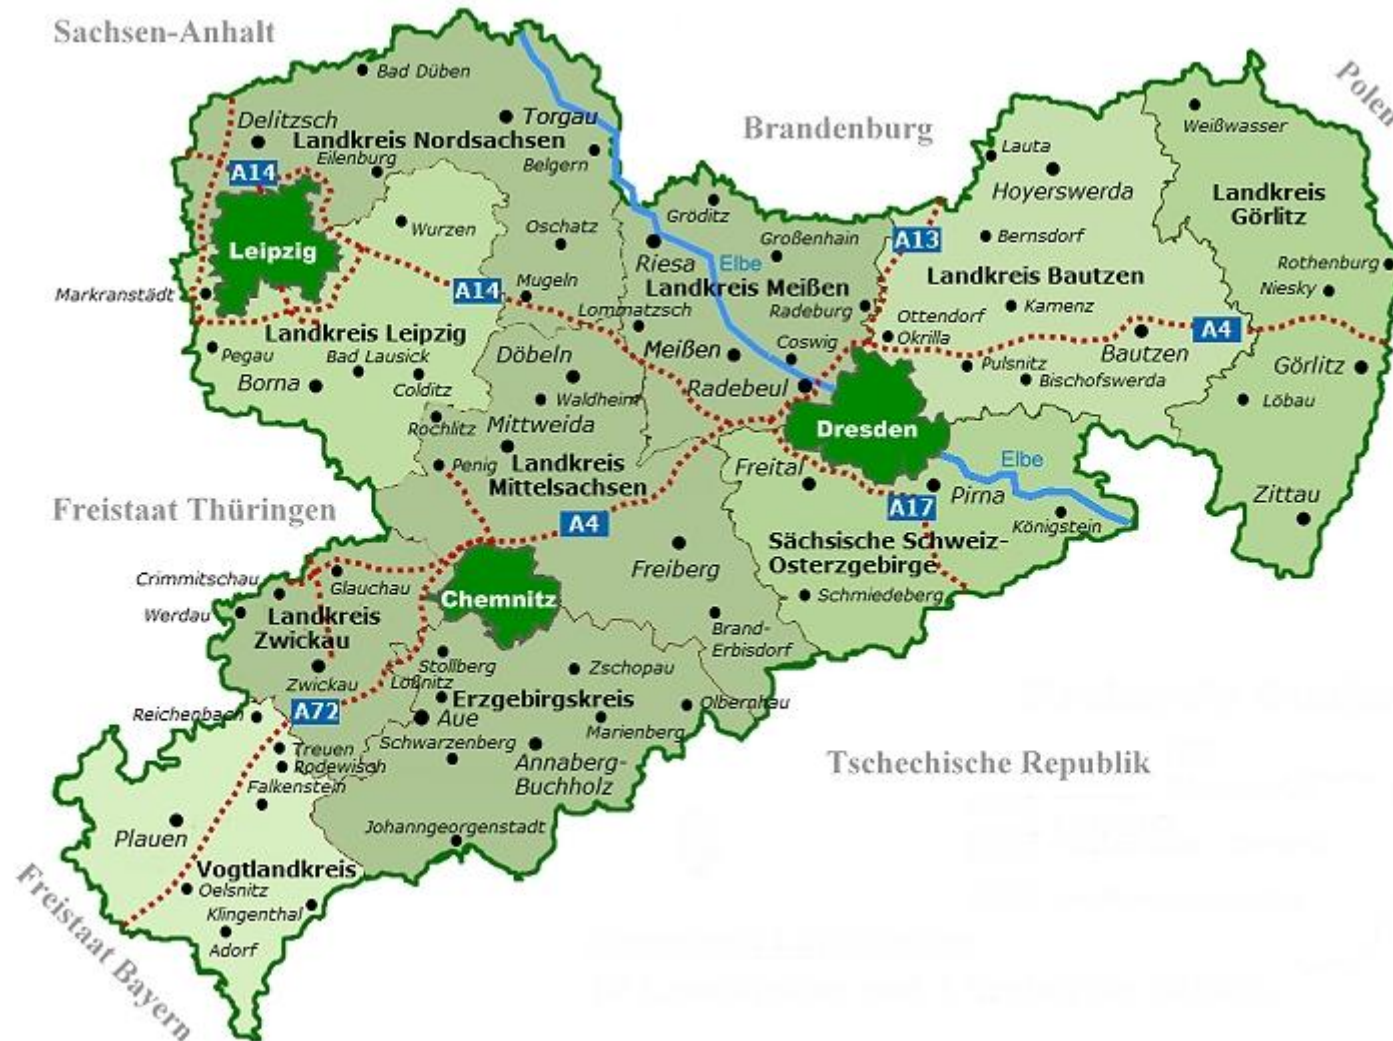 Sachsen-Anhalt
Polen
Bad Düben
Weißwasser
Delitzsch
Torgau
Brandenburg
Landkreis Nordsachsen
Lauta
Eilenburg
Belgern
A14
Hoyerswerda
Landkreis
Görlitz
Gröditz
Wurzen
Oschatz
Großenhain
A13
Bernsdorf
Leipzig
Riesa
Elbe
Rothenburg
Landkreis Bautzen
Markranstädt
A14
Mugeln
Landkreis Meißen
Niesky
Lommatzsch
Radeburg
Kamenz
Landkreis Leipzig
Ottendorf
Okrilla
A4
Pegau
Bad Lausick
Döbeln
Meißen
Coswig
Bautzen
Borna
Colditz
Radebeul
Pulsnitz
Bischofswerda
Görlitz
Waldheim
Löbau
Rochlitz
Mittweida
Dresden
Penig
Landkreis
Mittelsachsen
Freital
Elbe
Pirna
Zittau
Freistaat Thüringen
A4
A17
Königstein
Sächsische Schweiz-
Osterzgebirge
Freiberg
Crimmitschau
Glauchau
Chemnitz
Schmiedeberg
Werdau
Landkreis
Zwickau
Brand-
Erbisdorf
Stollberg
Zschopau
Zwickau
Lößnitz
Erzgebirgskreis
Olbernhau
Reichenbach
A72
Aue
Marienberg
Treuen
Schwarzenberg
Rodewisch
Annaberg-
Buchholz
Tschechische Republik
Falkenstein
Plauen
Johanngeorgenstadt
Vogtlandkreis
Oelsnitz
Klingenthal
Adorf
Freistaat Bayern